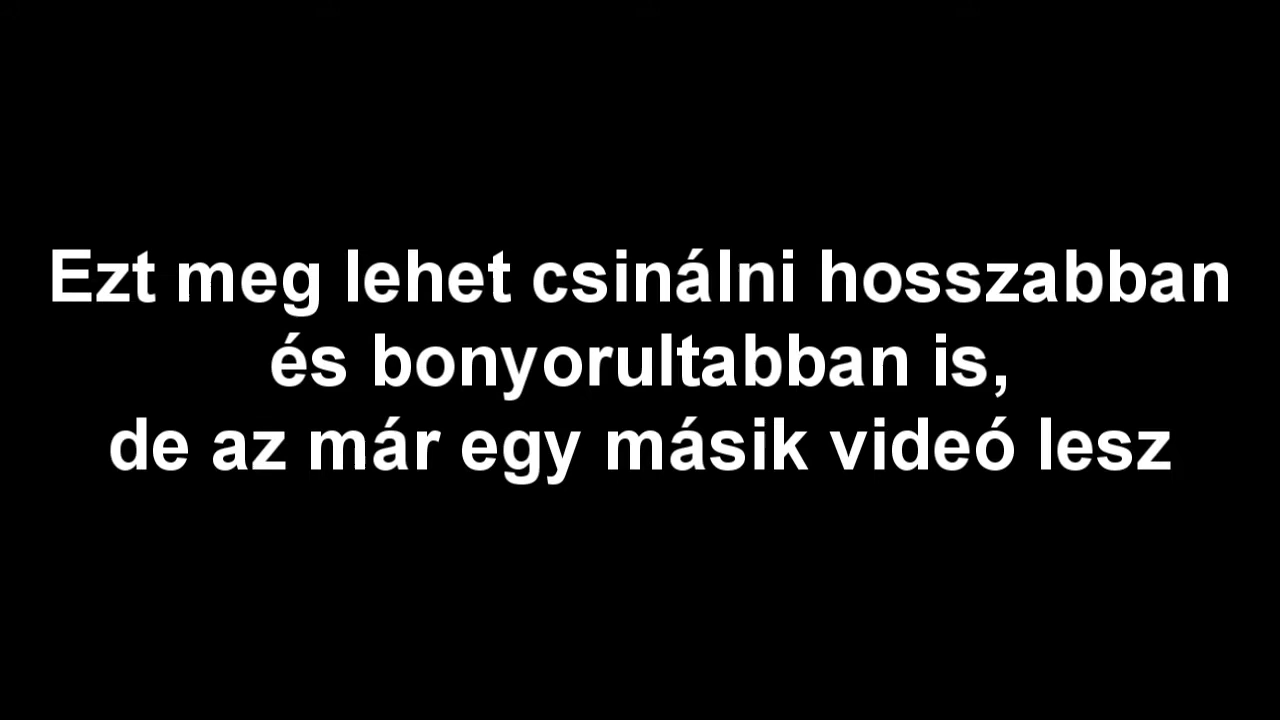 Ezt meg lehet csinálni hosszabban
és bonyorultabban is,
de az már egy másik videó lesz